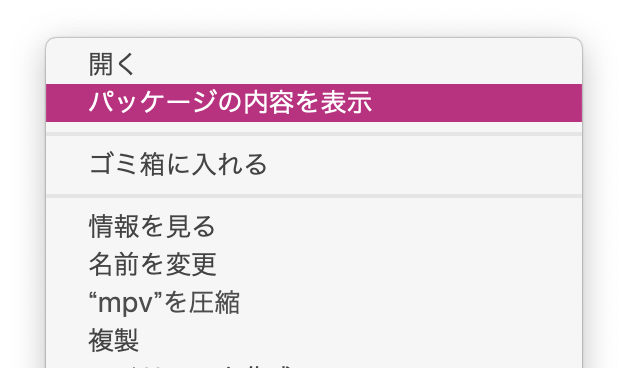 開く
パッケージの内容を表示
ゴミ箱に入れる
情報を見る
名前を変更
“mpv”を圧縮
複製